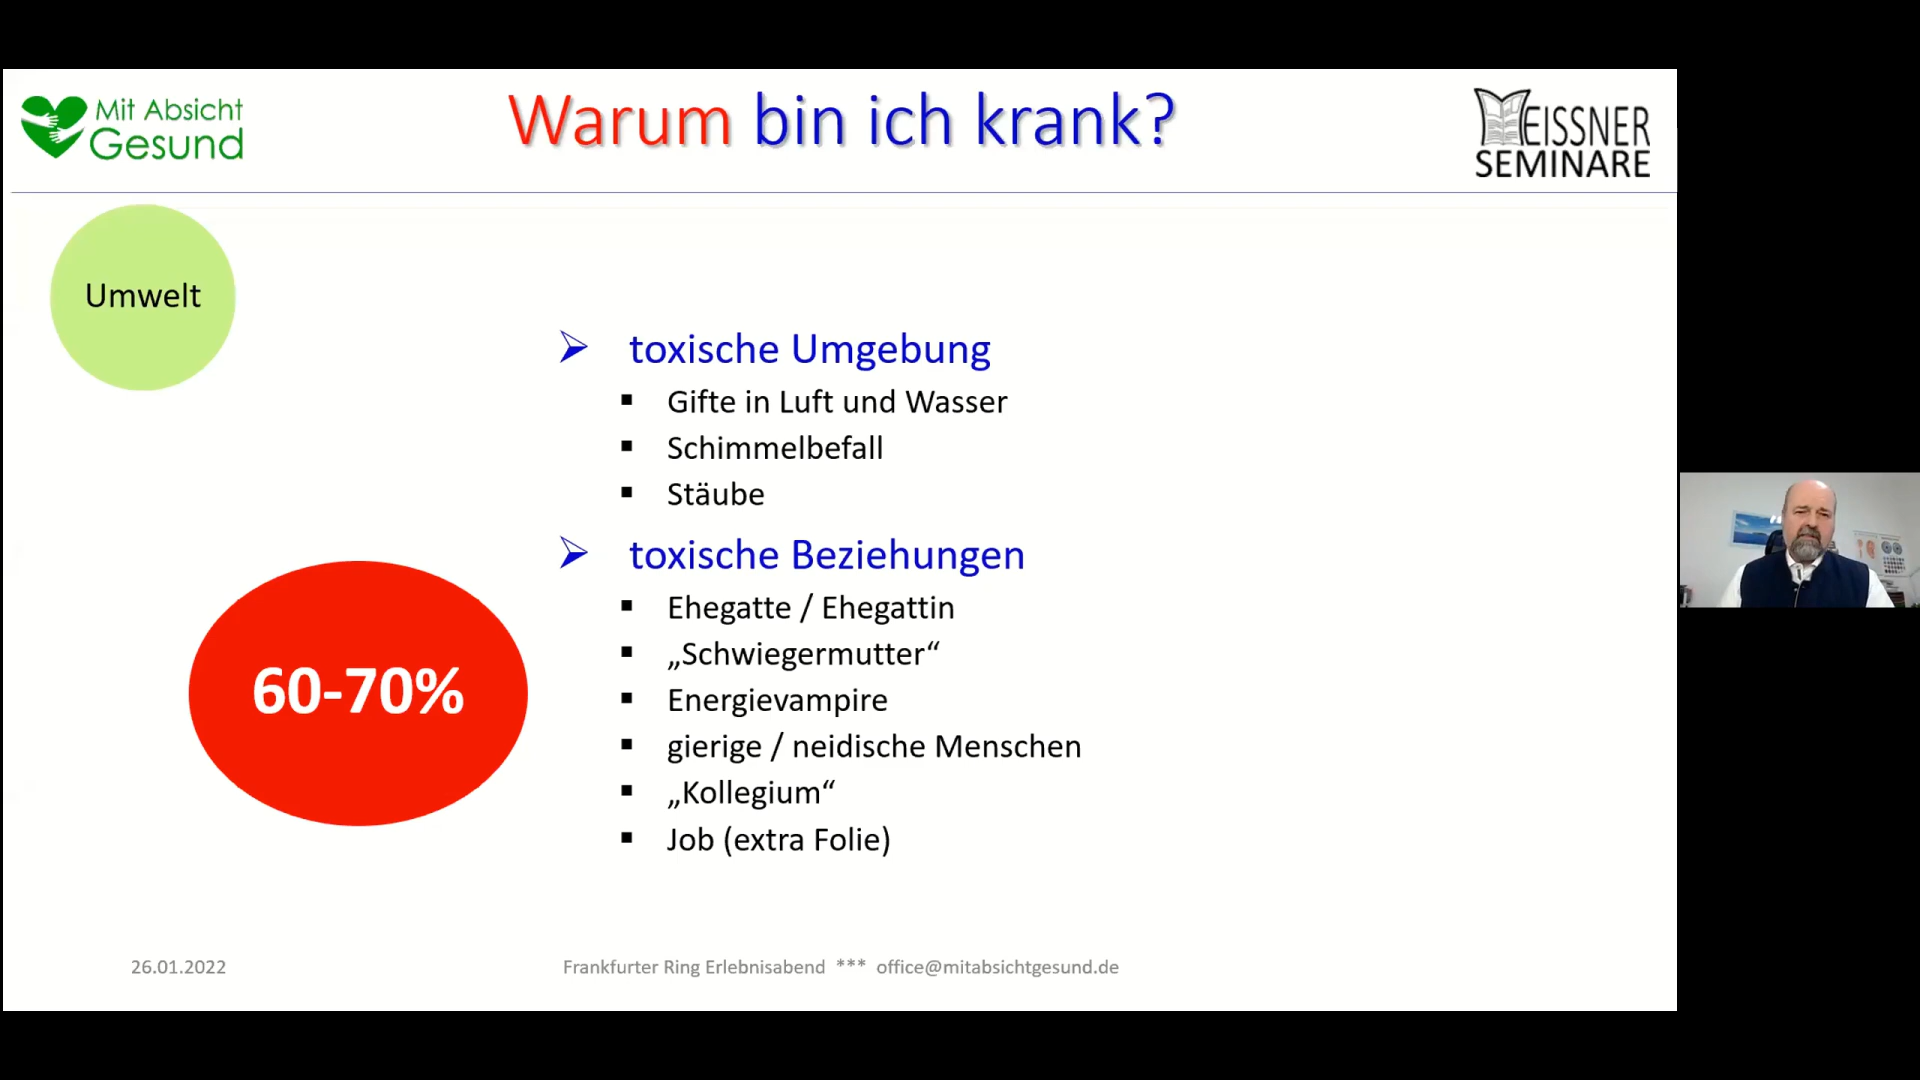 Mit Absicht
Gesund
Warum bin ich krank?
MEISSNER
SEMINARE
Umwelt
➢ toxische Umgebung
▪ Gifte in Luft und Wasser
▪ Schimmelbefall
▪ Stäube
➢ toxische Beziehungen
▪ Ehegatte / Ehegattin
▪ „Schwiegermutter“
▪ Energievampire
▪ gierige / neidische Menschen
▪ „Kollegium“
▪ Job (extra Folie)
60-70%
26.01.2022
Frankfurter Ring Erlebnisabend *** office@mitabsichtgesund.de